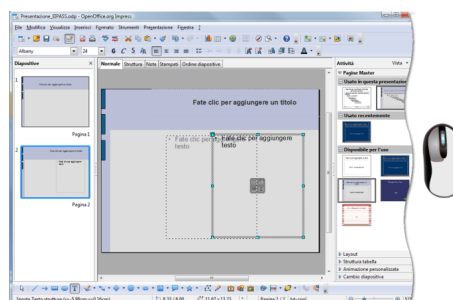 Presentazione_EIPASS.odp - OpenOffice.org Impress
File Modifica Visualizza Inserisci Formato Strumenti Presentazione Finestra ?
Albany 24 G C S
Diapositive
Normale Struttura Note Stampati Ordine diapositive
Attività Vista
Pagine Master
Usato in questa presentazion
Usato recentemente
Disponibile per l'uso
1
Pagina 1
2
Pagina 2
Fate clic per aggiungere un titolo
Fate clic per
testo
Fate clic per aggiungere
testo
Layout
Struttura tabella
Animazione personalizzata
Cambio diapositiva